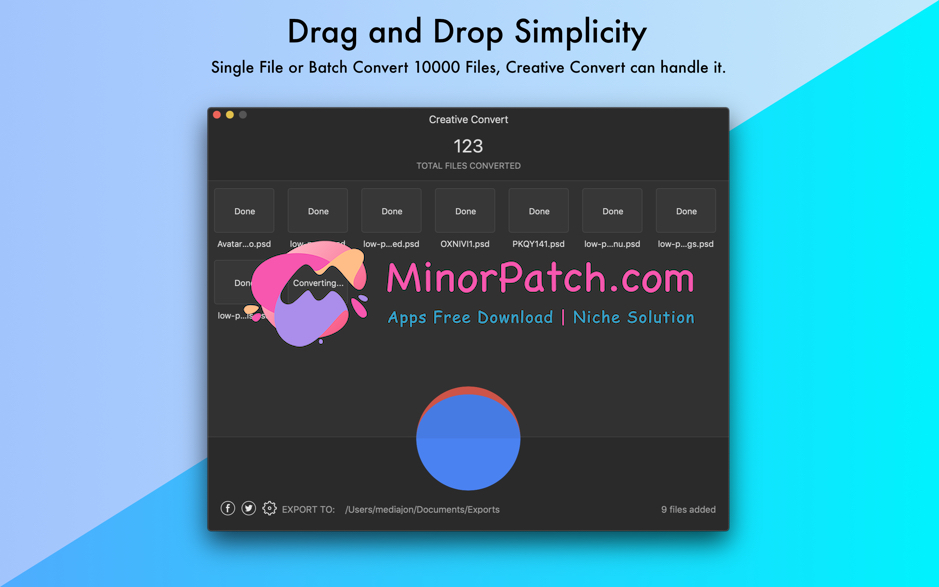 Drag and Drop Simplicity
Single File or Batch Convert 10000 Files, Creative Convert can handle it.
Creative Convert
123
TOTAL FILES CONVERTED
Done Done Done Done Done Done Done
Avatar...o.psd low-p...ed.psd OXNIVI1.psd PKQY141.psd low-p...nu.psd low-p...gs.psd
Converting...
MinorPatch.com
Apps Free Download | Niche Solution
EXPORT TO: /Users/mediajon/Documents/Exports 9 files added